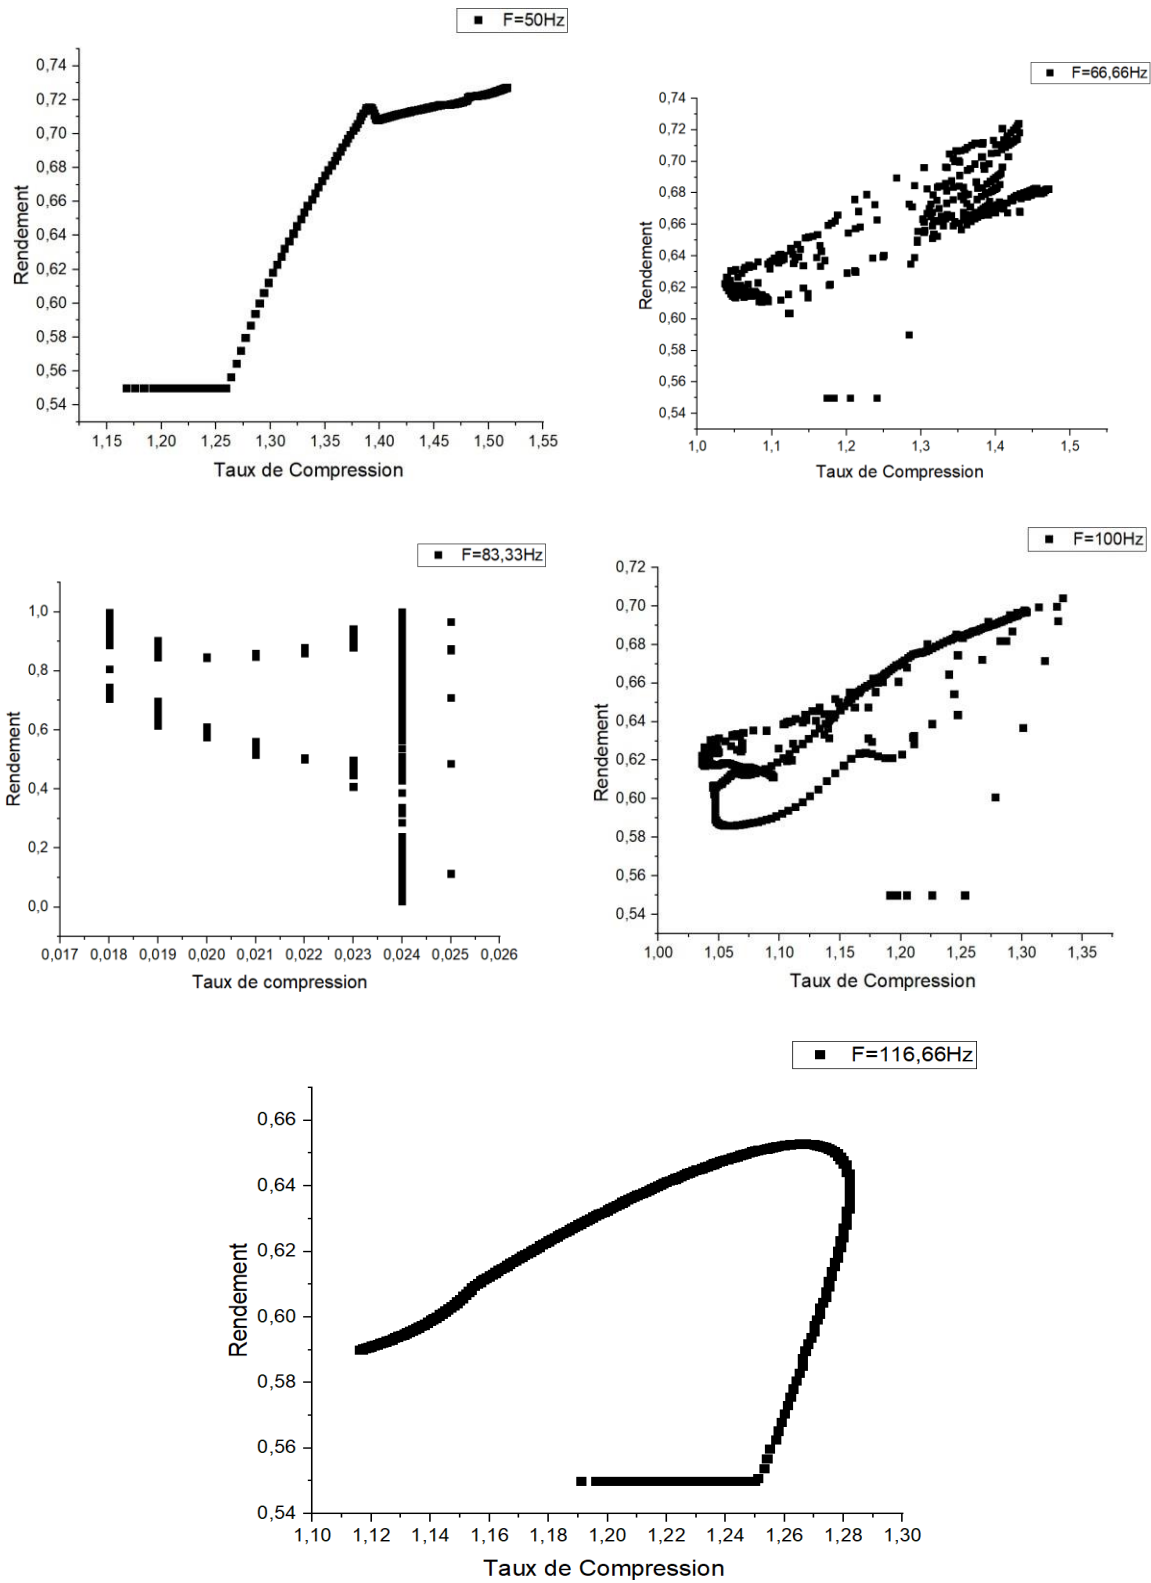 F=50Hz
0,74
0,72
0,70
0,68
0,66
0,64
0,62
0,60
0,58
0,56
0,54
Rendement
1,15 1,20 1,25 1,30 1,35 1,40 1,45 1,50 1,55
Taux de Compression
F=66,66Hz
0,74
0,72
0,70
0,68
0,66
0,64
0,62
0,60
0,58
0,56
0,54
Rendement
1,0 1,1 1,2 1,3 1,4 1,5
Taux de Compression
F=83,33Hz
1,0
0,8
0,6
0,4
0,2
0,0
Rendement
0,017 0,018 0,019 0,020 0,021 0,022 0,023 0,024 0,025 0,026
Taux de compression
F=100Hz
0,72
0,70
0,68
0,66
0,64
0,62
0,60
0,58
0,56
0,54
Rendement
1,00 1,05 1,10 1,15 1,20 1,25 1,30 1,35
Taux de Compression
F=116,66Hz
0,66
0,64
0,62
0,60
0,58
0,56
0,54
Rendement
1,10 1,12 1,14 1,16 1,18 1,20 1,22 1,24 1,26 1,28 1,30
Taux de Compression